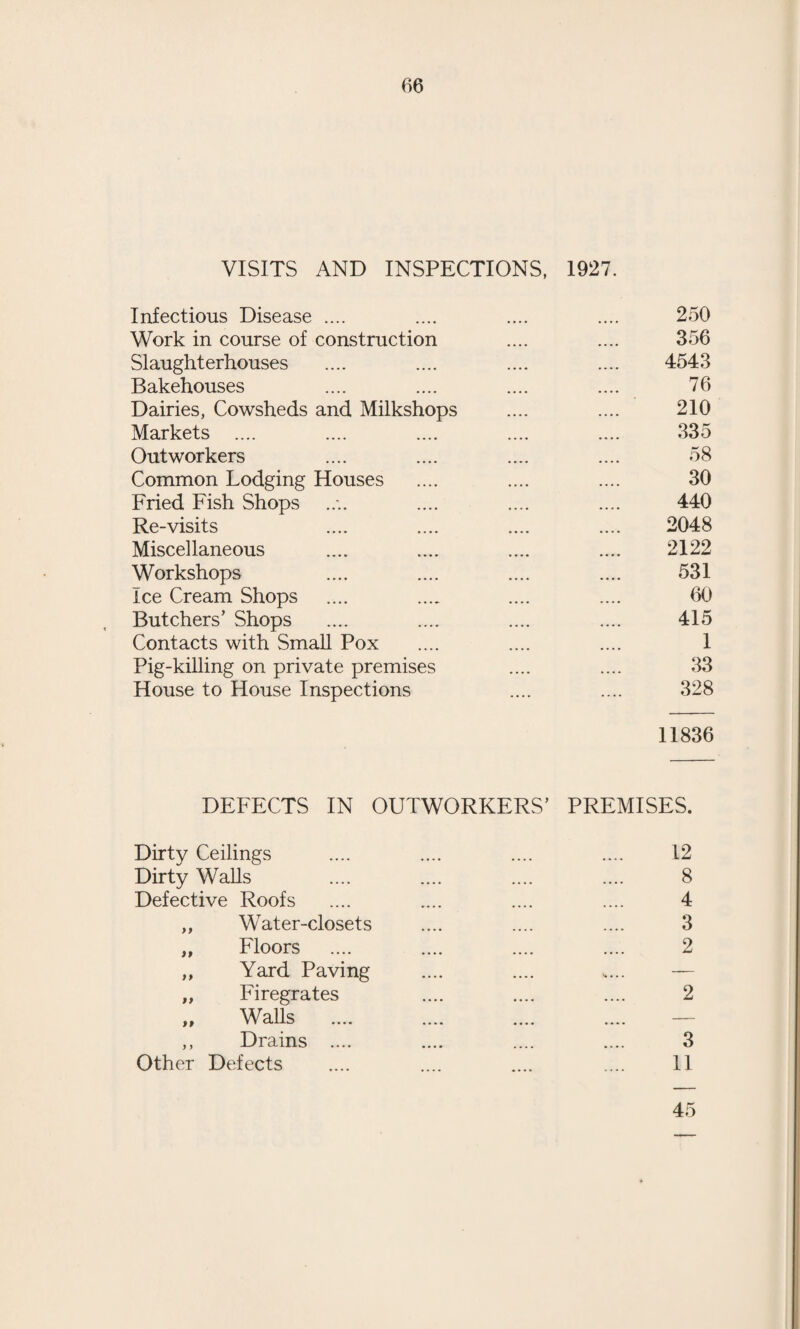 66
VISITS AND INSPECTIONS, 1927.
Infectious Disease .... .... .... .... 250
Work in course of construction .... .... 356
Slaughterhouses .... .... .... .... 4543
Bakehouses .... .... .... .... 76
Dairies, Cowsheds and Milkshops .... .... 210
Markets .... .... .... .... .... 335
Outworkers .... .... .... .... 58
Common Lodging Houses .... .... .... 30
Fried Fish Shops .... .... .... .... 440
Re-visits .... .... .... .... 2048
Miscellaneous .... .... .... .... 2122
Workshops .... .... .... .... 531
Ice Cream Shops .... .... .... .... 60
Butchers' Shops .... .... .... .... 415
Contacts with Small Pox .... .... .... 1
Pig-killing on private premises .... .... 33
House to House Inspections .... .... 328
11836
DEFECTS IN OUTWORKERS' PREMISES.
Dirty Ceilings .... .... .... .... 12
Dirty Walls .... .... .... .... 8
Defective Roofs .... .... .... .... 4
,, Water-closets .... .... .... 3
,, Floors .... .... .... .... 2
,, Yard Paving .... .... .... —
,, Firegrates .... .... .... 2
,, Walls .... .... .... .... —
,, Drains .... .... .... .... 3
Other Defects .... .... .... .... 11
45